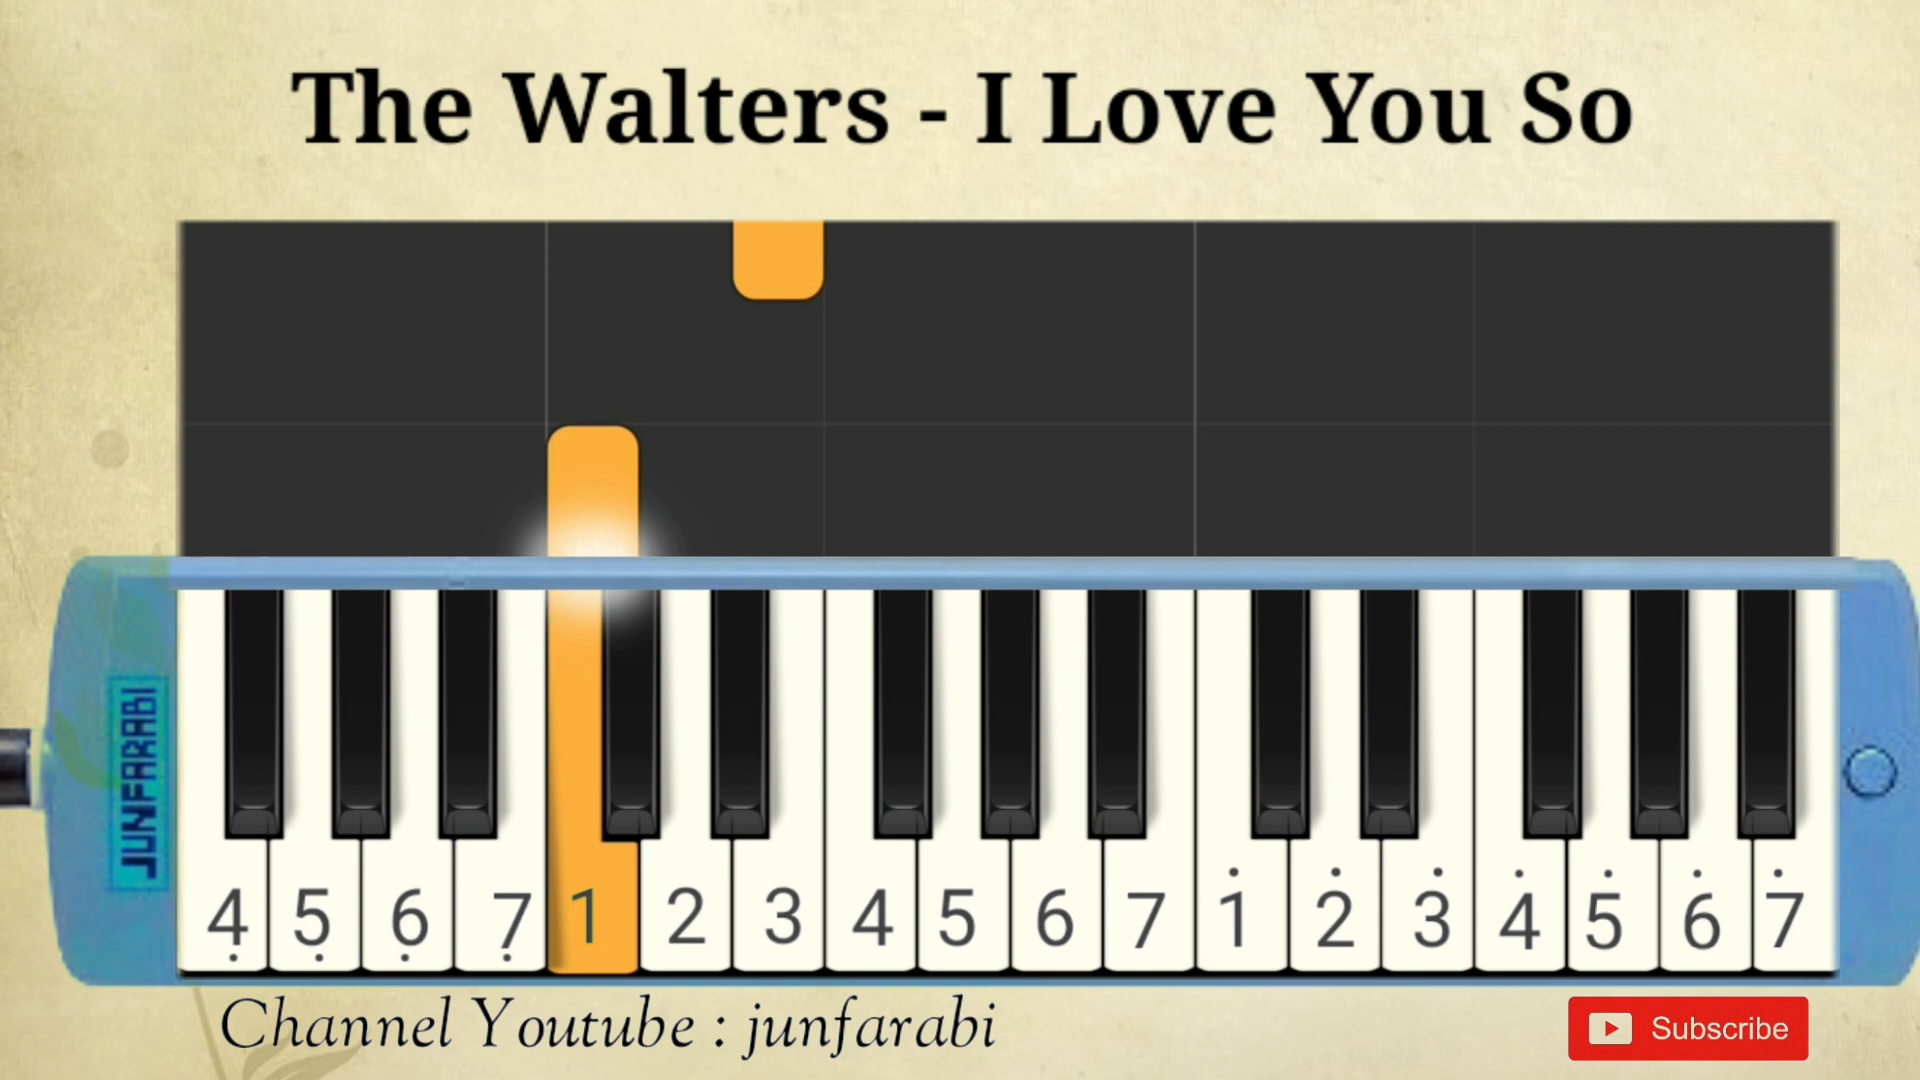 The Walters - I Love You So
JUNFARABI
4 5 6 7 1 2 3 4 5 6 7 1 2 3 4 5 6 7
Channel Youtube : junfarabi
Subscribe